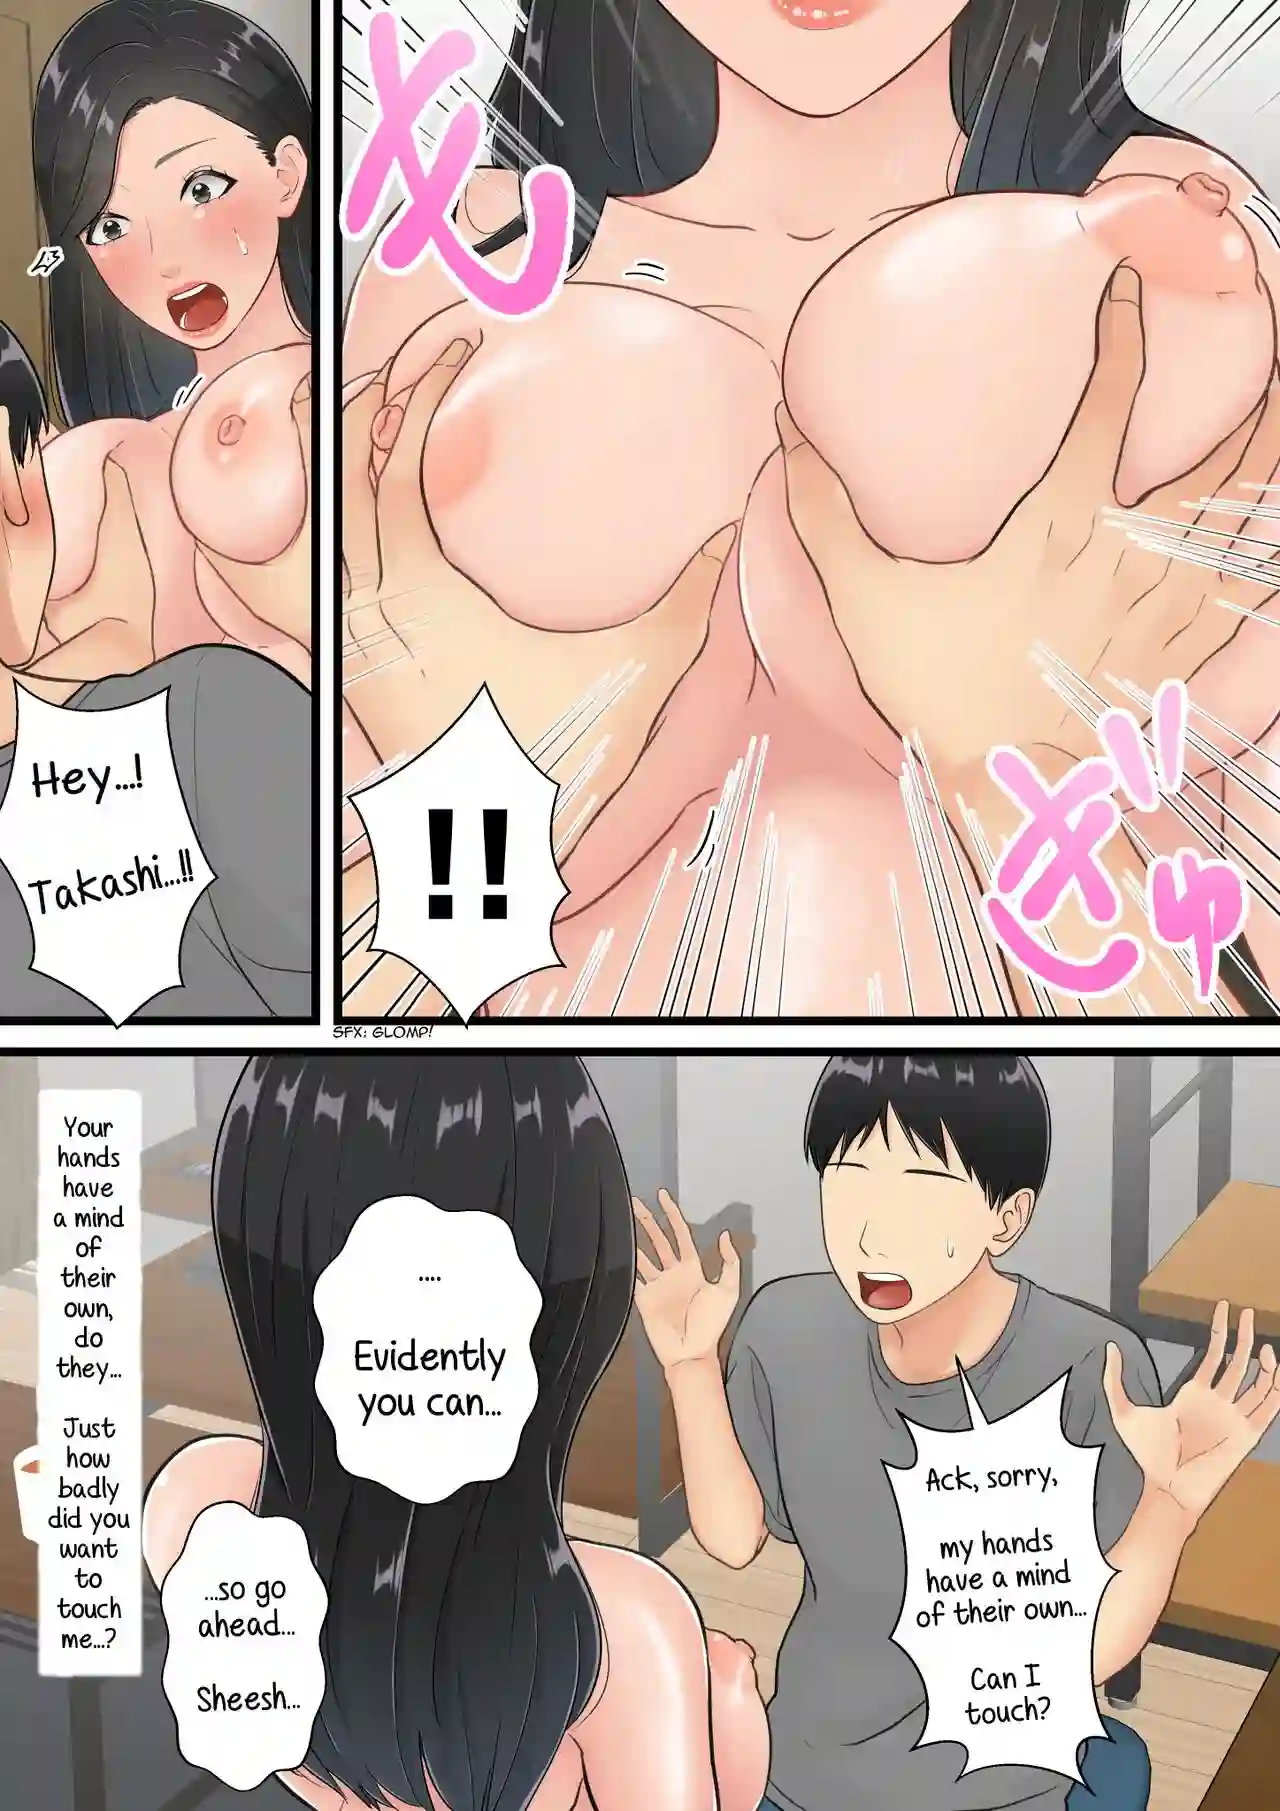 もぎゅ
!!
SFX: GLOMP!
Hey...!
Takashi...!!
Ack, sorry,
my hands
have a mind
of their own...
Can I
touch?
....
Evidently
you can...
...so go
ahead...
Sheesh...
Your
hands
have
a mind
of
their
own,
do
they...
Just
how
badly
did you
want
to
touch
me...?